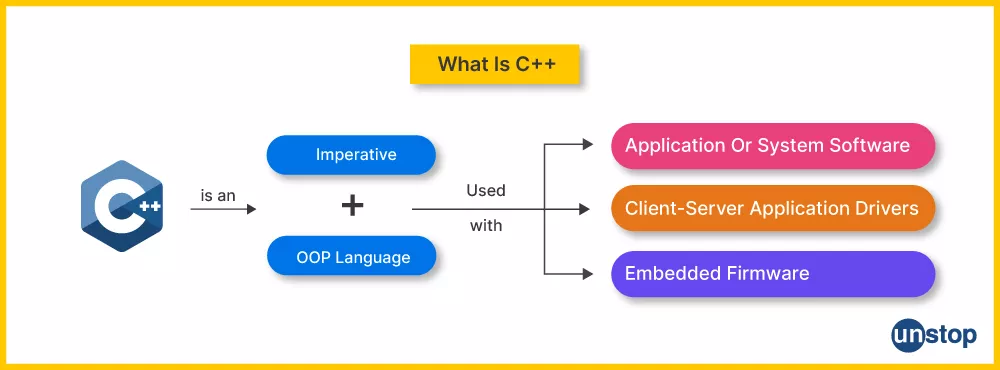 What Is C++
C++
is an
Imperative
+
OOP Language
Used
with
Application Or System Software
Client-Server Application Drivers
Embedded Firmware
unstop